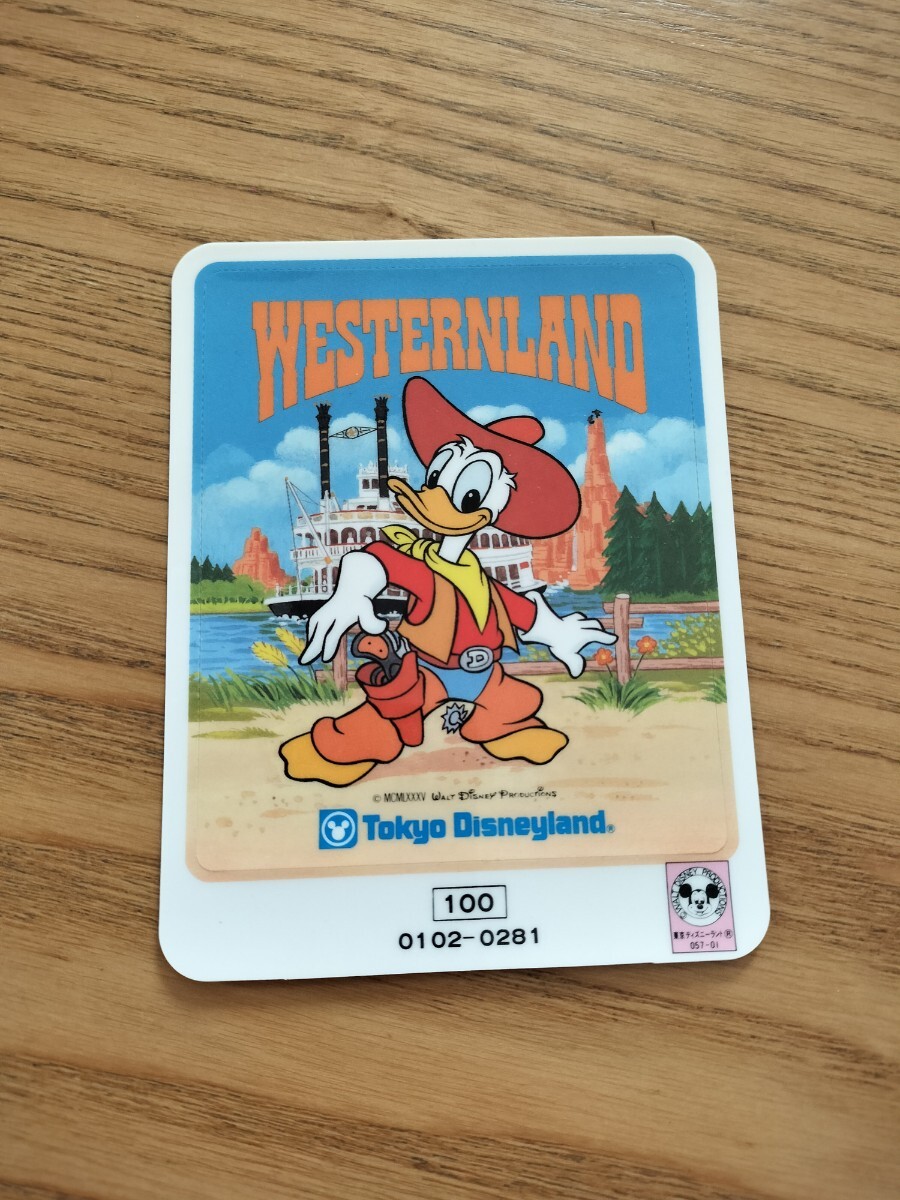 WESTERNLAND
D
© MCMLXXXV WALT DISNEY PRODUCTIONS
Tokyo Disneyland®
100
0102-0281
© WALT DISNEY PRODUCTIONS
東京ディズニーランド®
057-01